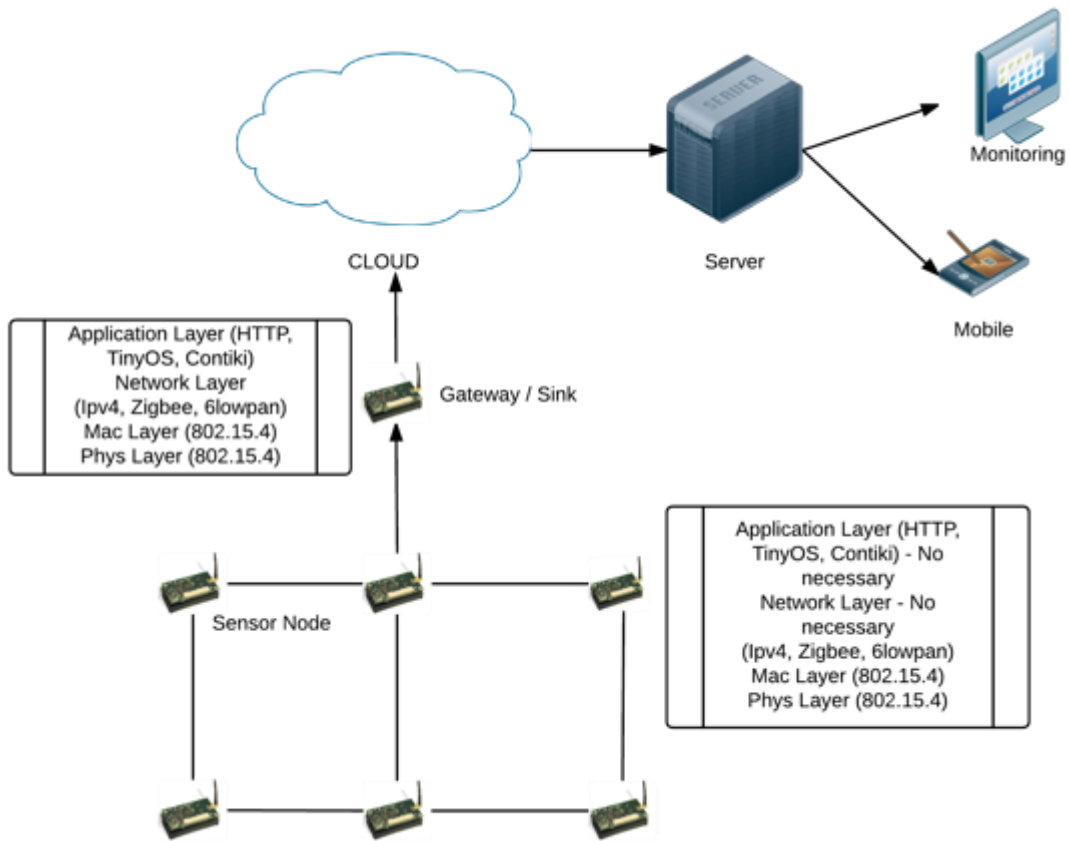 SERVER
Monitoring
CLOUD
Server
Mobile
Application Layer (HTTP,
TinyOS, Contiki)
Network Layer
(Ipv4, Zigbee, 6lowpan)
Mac Layer (802.15.4)
Phys Layer (802.15.4)
Gateway / Sink
Application Layer (HTTP,
TinyOS, Contiki) - No
necessary
Network Layer - No
necessary
(Ipv4, Zigbee, 6lowpan)
Mac Layer (802.15.4)
Phys Layer (802.15.4)
Sensor Node